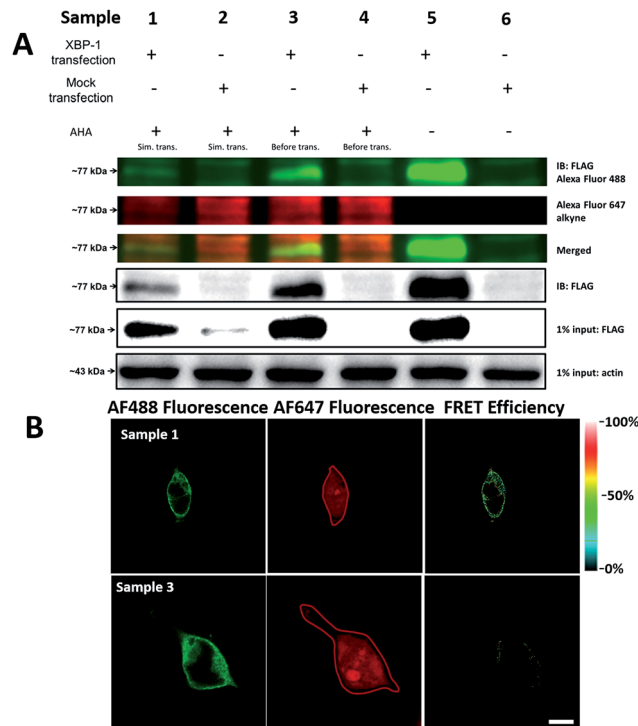 Sample 1 2 3 4 5 6
A
XBP-1
transfection + - + - + -
Mock
transfection - + - + - +
AHA + + + + - -
Sim. trans. Sim. trans. Before trans. Before trans.
~77 kDa IB: FLAG
Alexa Fluor 488
~77 kDa Alexa Fluor 647
alkyne
~77 kDa Merged
~77 kDa IB: FLAG
~77 kDa 1% input: FLAG
~43 kDa 1% input: actin
B
AF488 Fluorescence AF647 Fluorescence FRET Efficiency
Sample 1
-100%
-50%
-0%
Sample 3